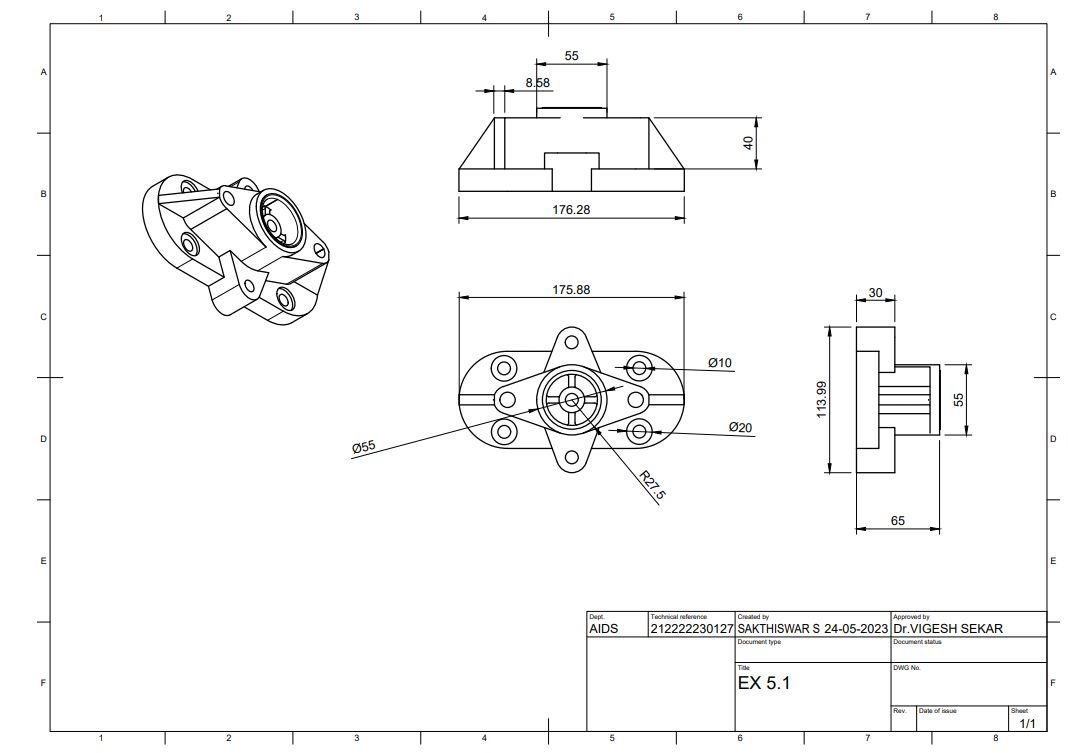 1 2 3 4 5 6 7 8
A A
55
8.58
40
B B
176.28
175.88
30
C C
Ø10
113.99
55
D D
Ø55
Ø20
R27.5
65
E E
Dept. Technical reference Created by Approved by
AIDS 212222230127 SAKTHISWAR S 24-05-2023 Dr.VIGESH SEKAR
Document type Document status
Title DWG No.
EX 5.1
F F
Rev. Date of issue Sheet
1/1
1 2 3 4 5 6 7 8